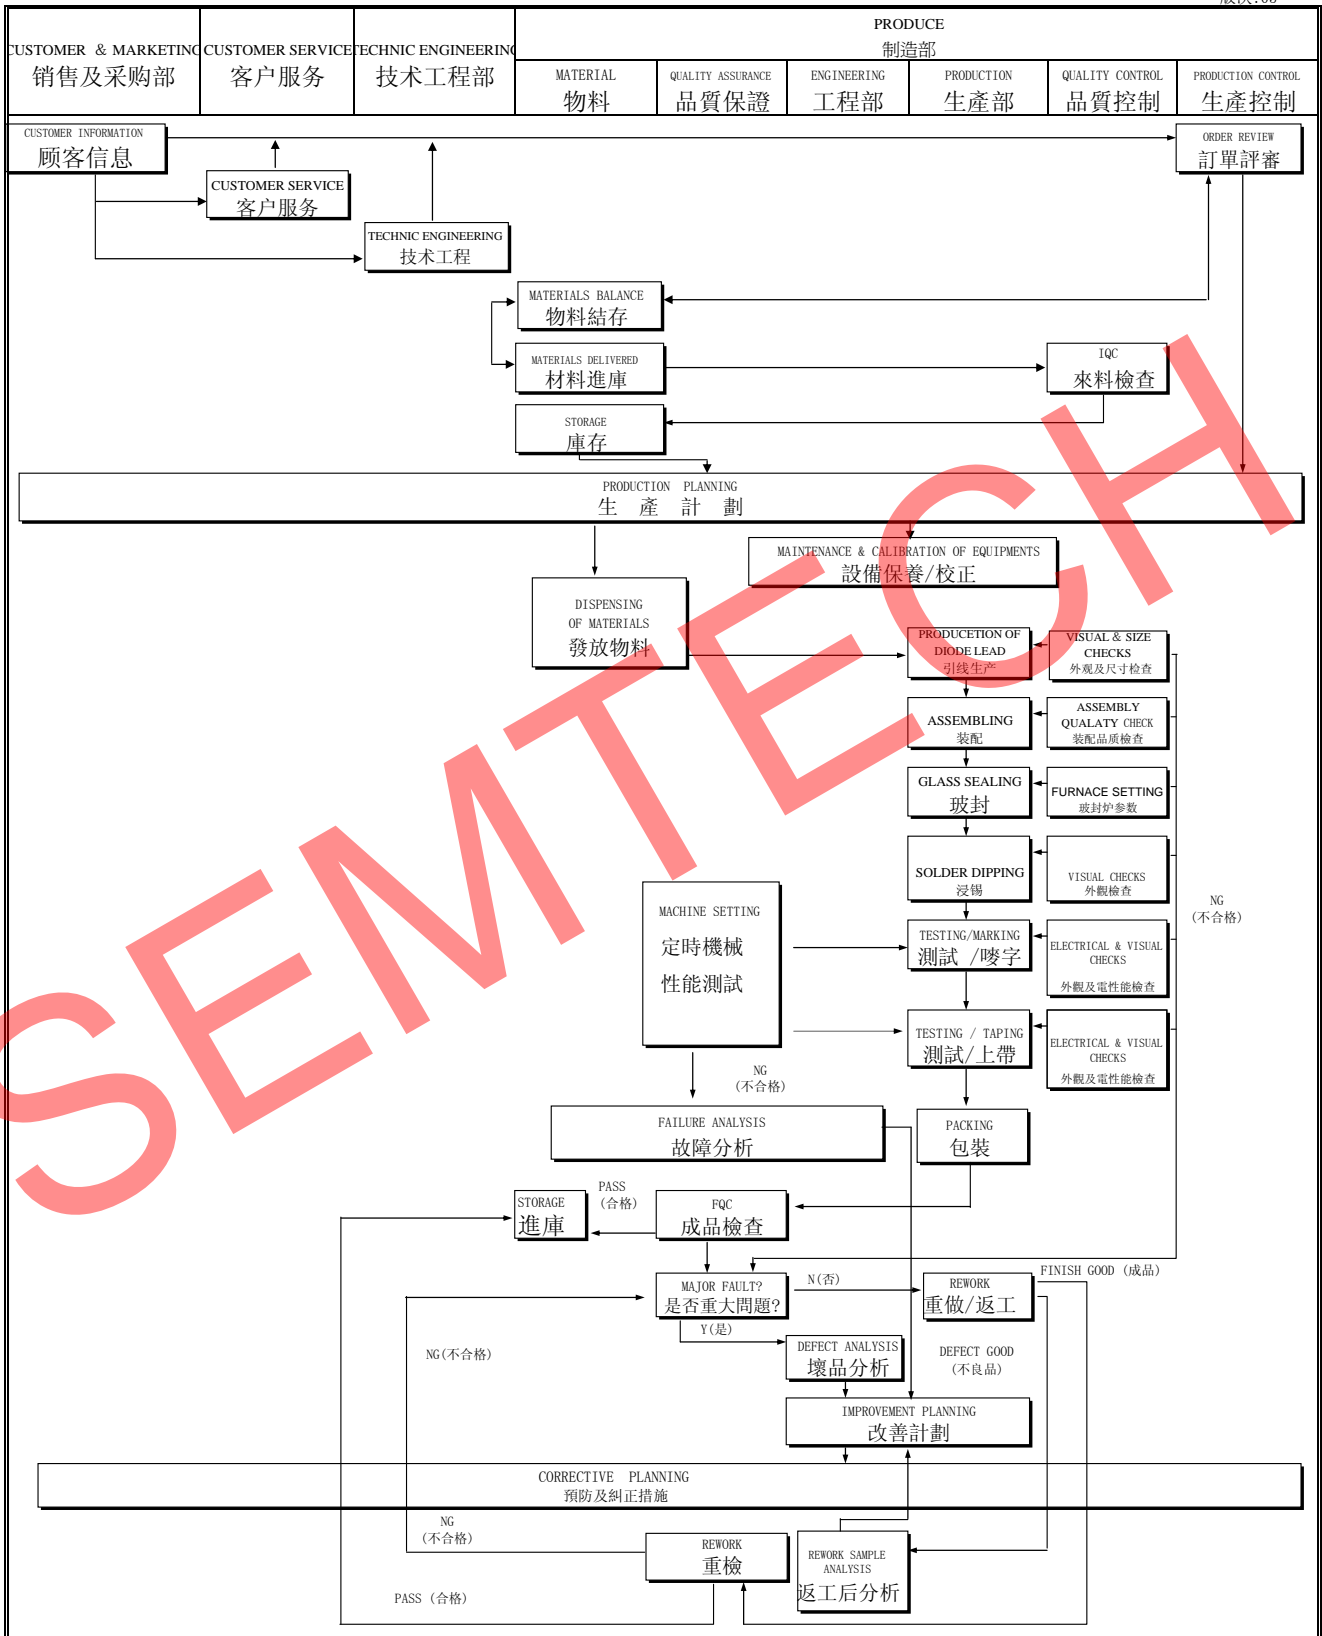 PRODUCE
制造部
CUSTOMER & MARKETING
销售及采购部
CUSTOMER SERVICE
客户服务
TECHNIC ENGINEERING
技术工程部
MATERIAL
物料
QUALITY ASSURANCE
品質保證
ENGINEERING
工程部
PRODUCTION
生產部
QUALITY CONTROL
品質控制
PRODUCTION CONTROL
生產控制
CUSTOMER INFORMATION
顾客信息
ORDER REVIEW
訂單評審
CUSTOMER SERVICE
客户服务
TECHNIC ENGINEERING
技术工程
MATERIALS BALANCE
物料結存
MATERIALS DELIVERED
材料進庫
IQC
來料檢查
STORAGE
庫存
PRODUCTION PLANNING
生 產 計 劃
MAINTENANCE & CALIBRATION OF EQUIPMENTS
設備保養/校正
DISPENSING
OF MATERIALS
發放物料
PRODUCETION OF
DIODE LEAD
引线生产
VISUAL & SIZE
CHECKS
外观及尺寸检查
ASSEMBLING
装配
ASSEMBLY
QUALATY CHECK
装配品质檢查
GLASS SEALING
玻封
FURNACE SETTING
玻封炉参数
SOLDER DIPPING
浸锡
VISUAL CHECKS
外觀檢查
NG
(不合格)
MACHINE SETTING
定時機械
性能測試
TESTING/MARKING
測試 /嘜字
ELECTRICAL & VISUAL
CHECKS
外觀及電性能檢查
TESTING / TAPING
測試/上帶
ELECTRICAL & VISUAL
CHECKS
外觀及電性能檢查
NG
(不合格)
FAILURE ANALYSIS
故障分析
PACKING
包裝
STORAGE
進庫
PASS
(合格)
FQC
成品檢查
MAJOR FAULT?
是否重大問題?
N(否)
REWORK
重做/返工
FINISH GOOD (成品)
Y(是)
NG(不合格)
DEFECT ANALYSIS
壞品分析
DEFECT GOOD
(不良品)
IMPROVEMENT PLANNING
改善計劃
CORRECTIVE PLANNING
預防及糾正措施
NG
(不合格)
REWORK
重檢
REWORK SAMPLE
ANALYSIS
返工后分析
PASS (合格)
SEMTECH